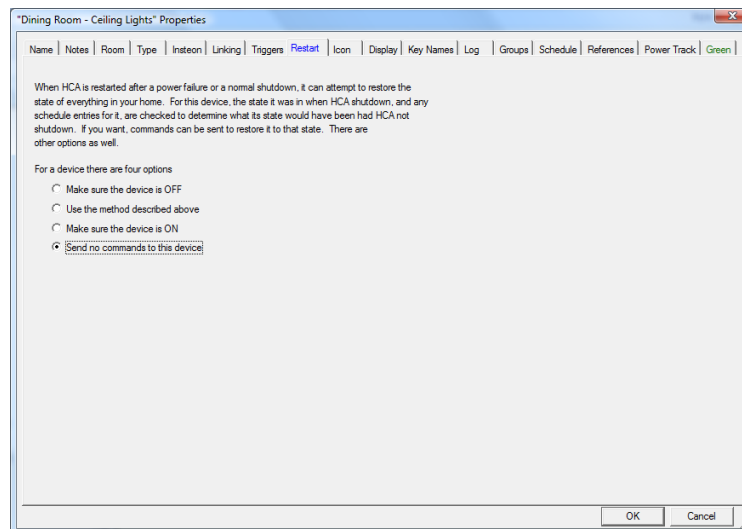 "Dining Room - Ceiling Lights" Properties
Name Notes Room Type Insteon Linking Triggers Restart Icon Display Key Names Log Groups Schedule References Power Track Green
When HCA is restarted after a power failure or a normal shutdown, it can attempt to restore the
state of everything in your home. For this device, the state it was in when HCA shutdown, and any
schedule entries for it, are checked to determine what its state would have been had HCA not
shutdown. If you want, commands can be sent to restore it to that state. There are
other options as well.
For a device there are four options
Make sure the device is OFF
Use the method described above
Make sure the device is ON
Send no commands to this device
OK Cancel